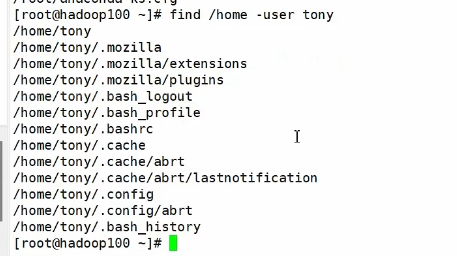 [root@hadoop100 ~]# find /home -user tony
/home/tony
/home/tony/.mozilla
/home/tony/.mozilla/extensions
/home/tony/.mozilla/plugins
/home/tony/.bash_logout
/home/tony/.bash_profile
/home/tony/.bashrc
/home/tony/.cache
/home/tony/.cache/abrt
/home/tony/.cache/abrt/lastnotification
/home/tony/.config
/home/tony/.config/abrt
/home/tony/.bash_history
[root@hadoop100 ~]#